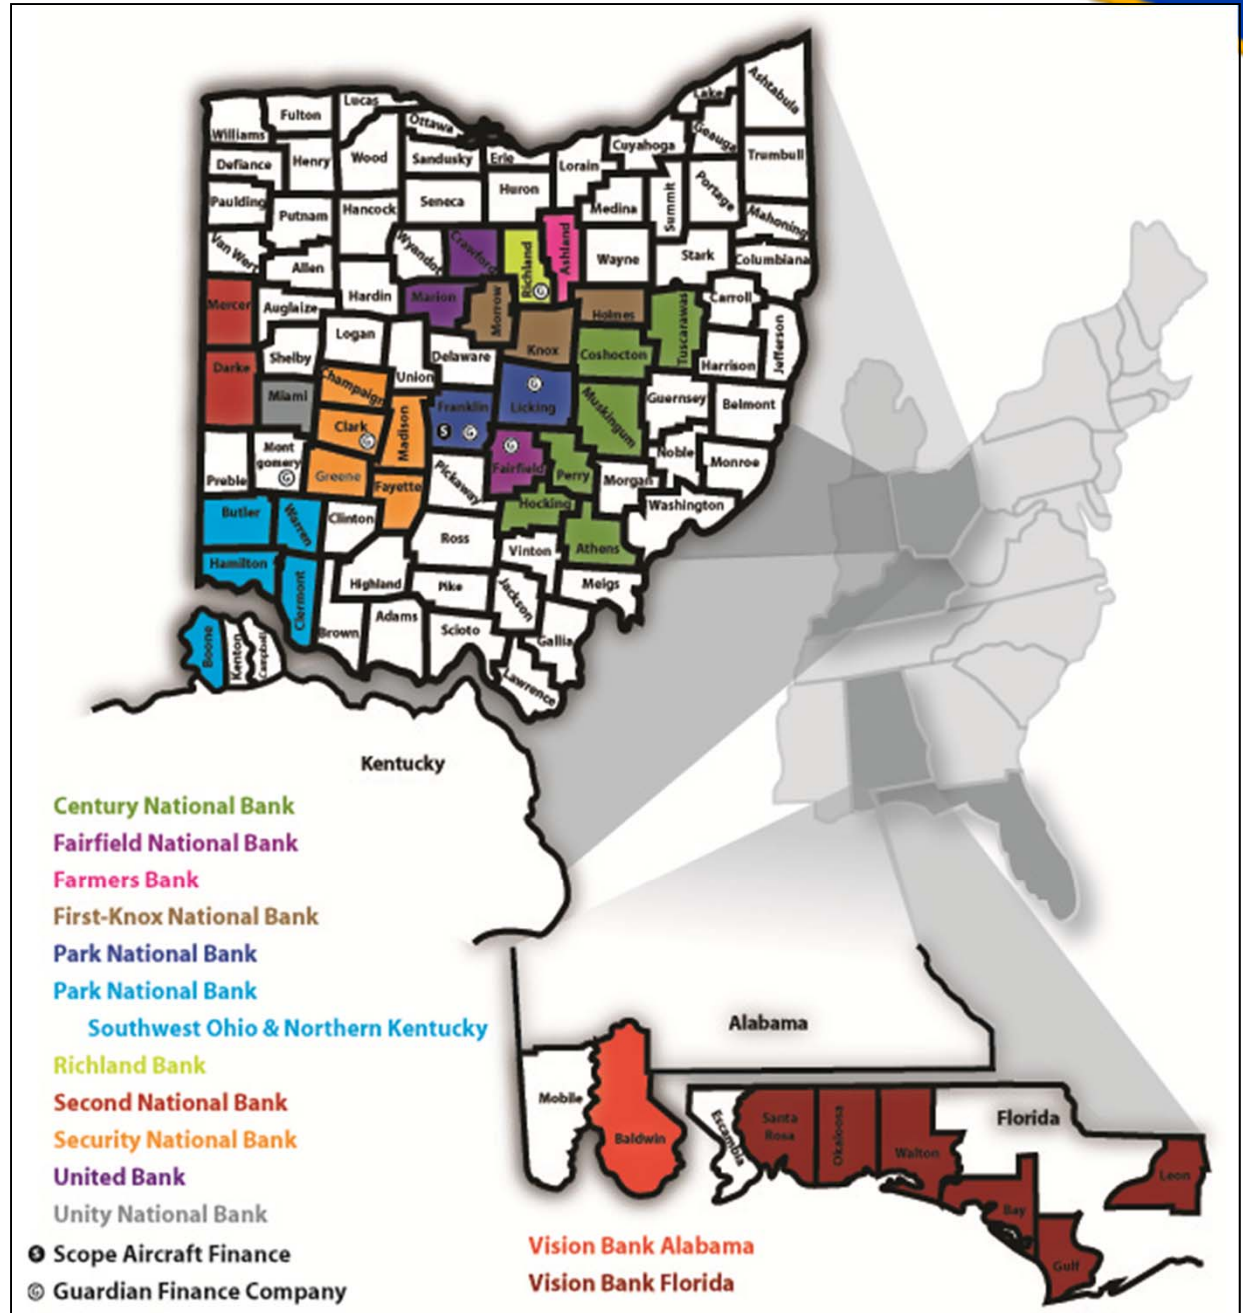 Ashtabula
Lake
Geauga
Cuyahoga
Trumbull
Lucas
Fulton
Williams
Ottawa
Wood
Henry
Defiance
Sandusky
Erie
Lorain
Portage
Summit
Medina
Mahoning
Huron
Seneca
Paulding
Putnam
Hancock
Van Wert
Allen
Wyandot
Crawford
Richland
Ashland
Wayne
Stark
Columbiana
Mercer
Auglaize
Hardin
Marion
Morrow
Holmes
Tuscarawas
Carroll
Jefferson
Knox
Coshocton
Harrison
Logan
Shelby
Union
Delaware
Darke
Miami
Champaign
Clark
Madison
Franklin
Licking
Muskingum
Guernsey
Belmont
Noble
Monroe
S
G
Preble
Mont
gomery
Greene
Fayette
Pickaway
Fairfield
Perry
Morgan
Washington
Hocking
Athens
Butler
Warren
Clinton
Ross
Vinton
Meigs
Hamilton
Clermont
Highland
Pike
Jackson
Brown
Adams
Scioto
Gallia
Lawrence
Boone
Kenton
Campbell
Kentucky
Century National Bank
Fairfield National Bank
Farmers Bank
First-Knox National Bank
Park National Bank
Park National Bank
Southwest Ohio & Northern Kentucky
Richland Bank
Second National Bank
Security National Bank
United Bank
Unity National Bank
S Scope Aircraft Finance
G Guardian Finance Company
Alabama
Mobile
Baldwin
Escambia
Santa
Rosa
Okaloosa
Walton
Florida
Leon
Bay
Gulf
Vision Bank Alabama
Vision Bank Florida